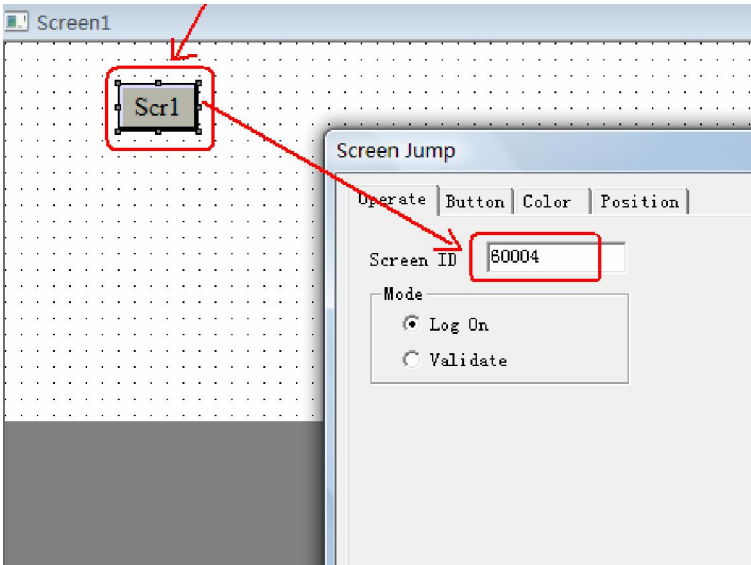 Screen1
Scr1
Screen Jump
Operate Button Color Position
Screen ID 60004
Mode
Log On
Validate